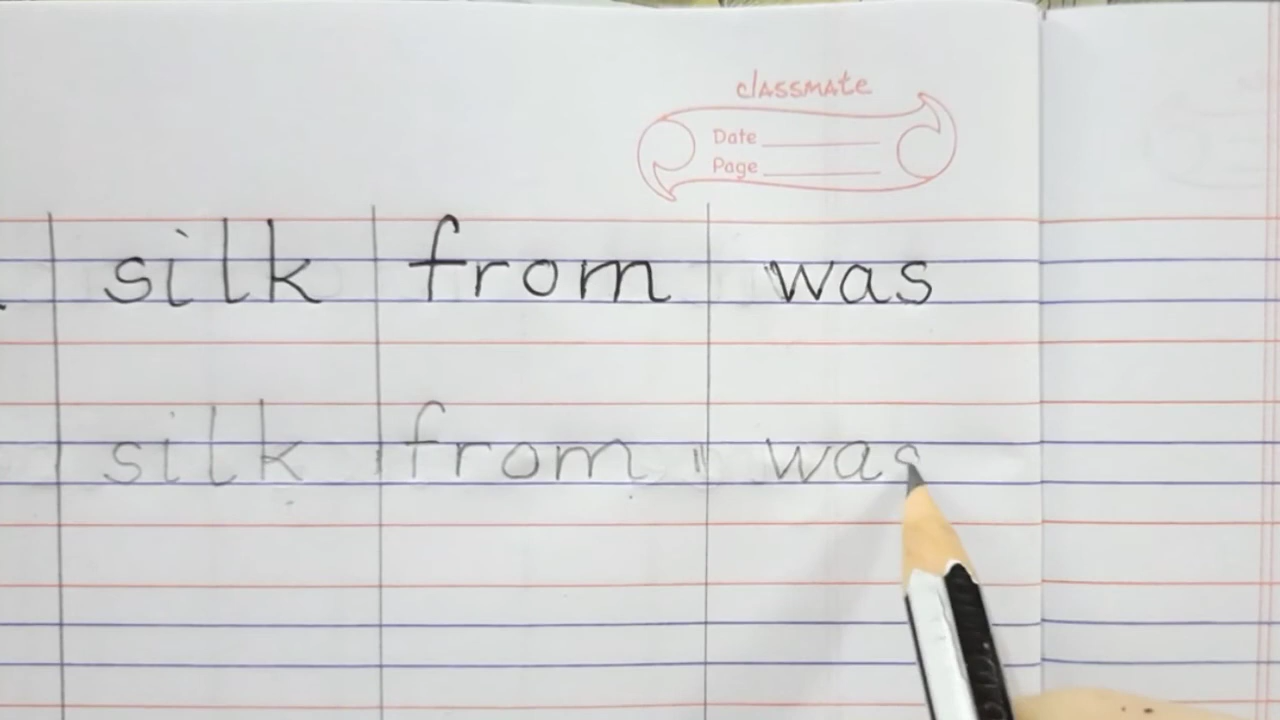 classmate
Date
Page
silk from was
silk from was